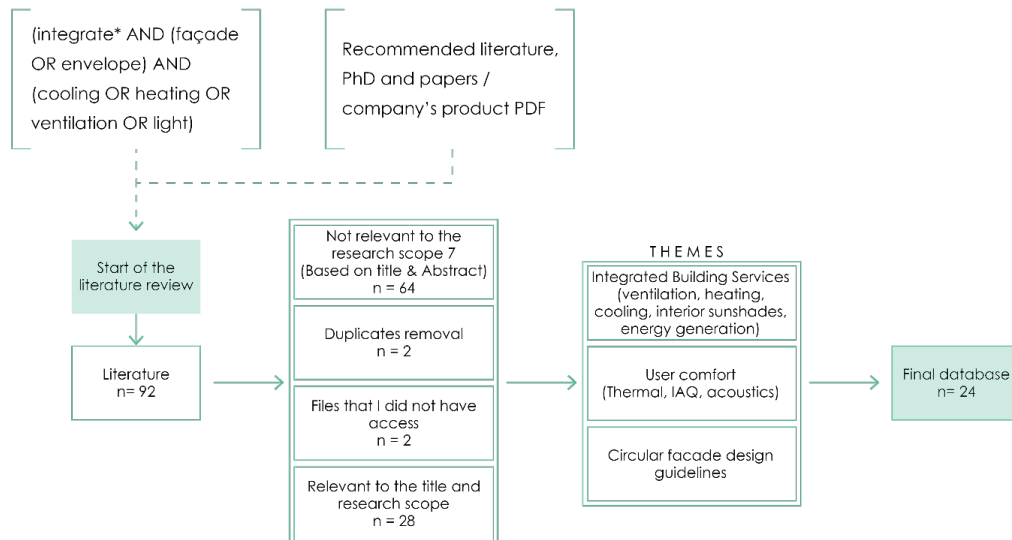 (integrate* AND (façade
OR envelope) AND
(cooling OR heating OR
ventilation OR light)
Recommended literature,
PhD and papers /
company's product PDF
Start of the
literature review
Literature
n= 92
Not relevant to the
research scope 7
(Based on title & Abstract)
n = 64
Duplicates removal
n = 2
Files that I did not have
access
n = 2
Relevant to the title and
research scope
n = 28
THEMES
Integrated Building Services
(ventilation, heating,
cooling, interior sunshades,
energy generation)
User comfort
(Thermal, IAQ, acoustics)
Circular facade design
guidelines
Final database
n= 24